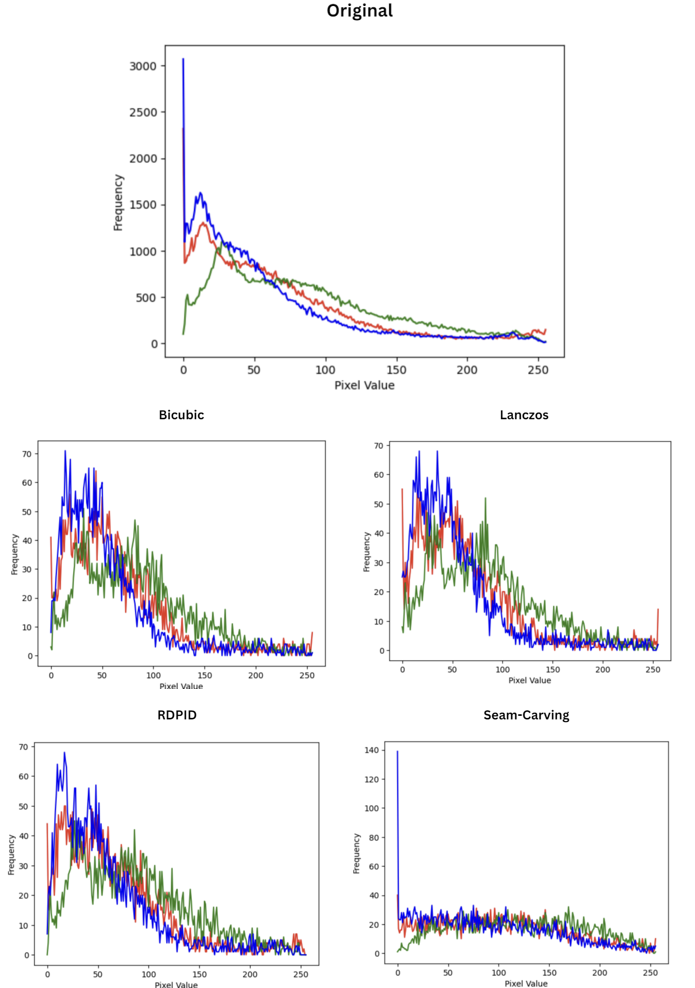 Original
3000
2500
2000
1500
1000
500
0
Frequency
0 50 100 150 200 250
Pixel Value
Bicubic Lanczos
70
60
50
40
30
20
10
0
Frequency
0 50 100 150 200 250
Pixel Value
70
60
50
40
30
20
10
0
Frequency
0 50 100 150 200 250
Pixel Value
RDPID Seam-Carving
70
60
50
40
30
20
10
0
Frequency
0 50 100 150 200 250
Pixel Value
140
120
100
80
60
40
20
0
Frequency
0 50 100 150 200 250
Pixel Value